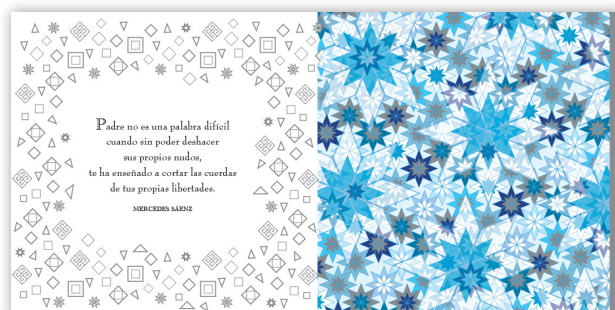 Padre no es una palabra difícil
cuando sin poder deshacer
sus propios nudos,
te ha enseñado a cortar las cuerdas
de tus propias libertades.
MERCEDES SÁENZ